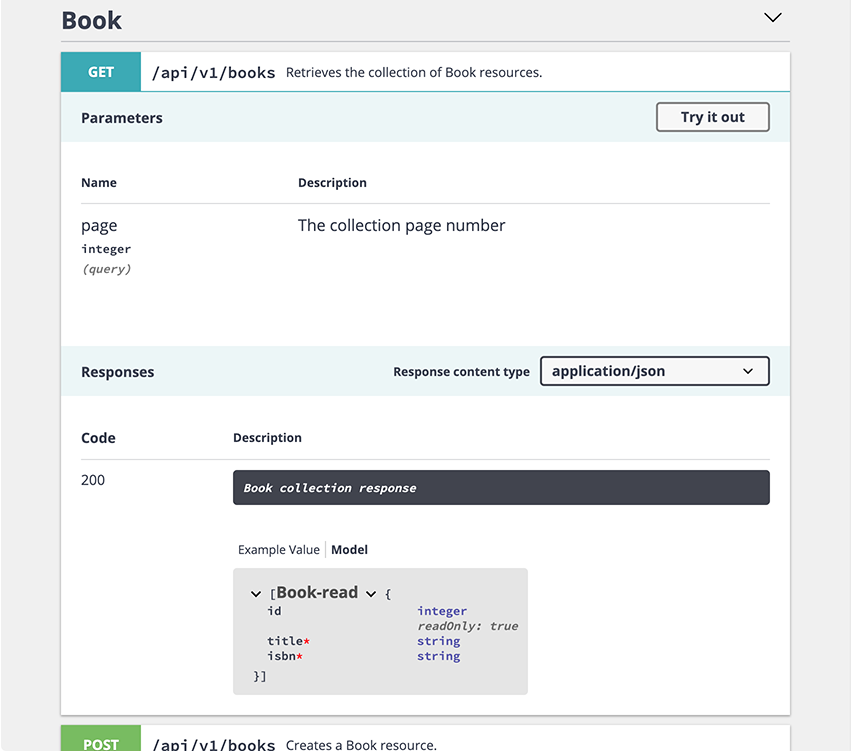 Book
GET /api/v1/books Retrieves the collection of Book resources.
Parameters Try it out
Name Description
page The collection page number
integer
(query)
Responses Response content type application/json
Code Description
200 Book collection response
Example Value Model
[Book-read {
id integer
readOnly: true
title* string
isbn* string
}]
POST /api/v1/books Creates a Book resource.